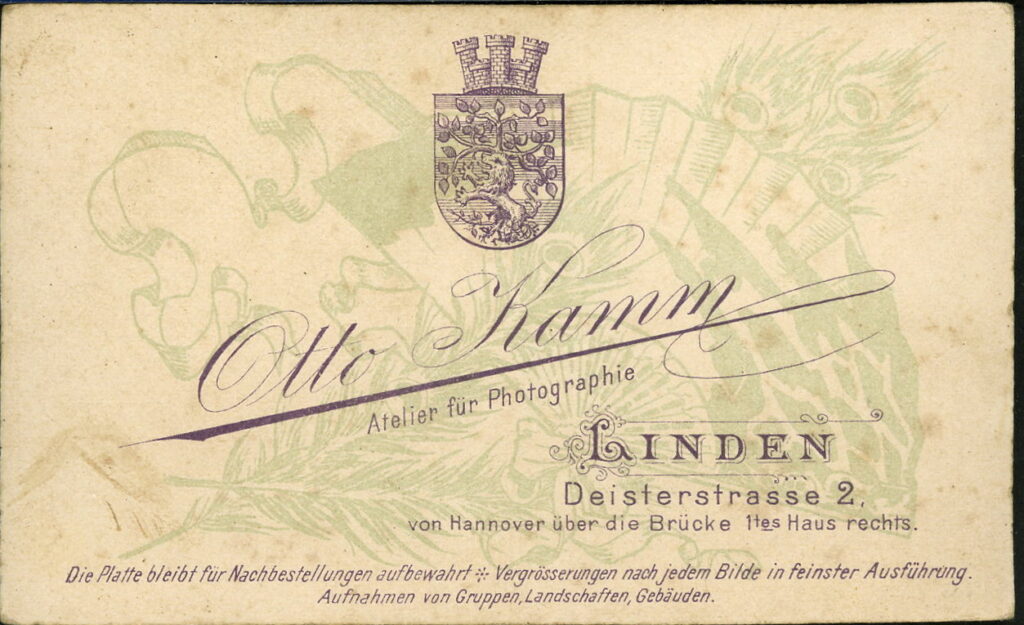 Otto Kamm
Atelier für Photographie
LINDEN
Deisterstrasse 2,
von Hannover über die Brücke 1tes Haus rechts.
Die Platte bleibt für Nachbestellungen aufbewahrt ❉ Vergrösserungen nach jedem Bilde in feinster Ausführung.
Aufnahmen von Gruppen, Landschaften, Gebäuden.